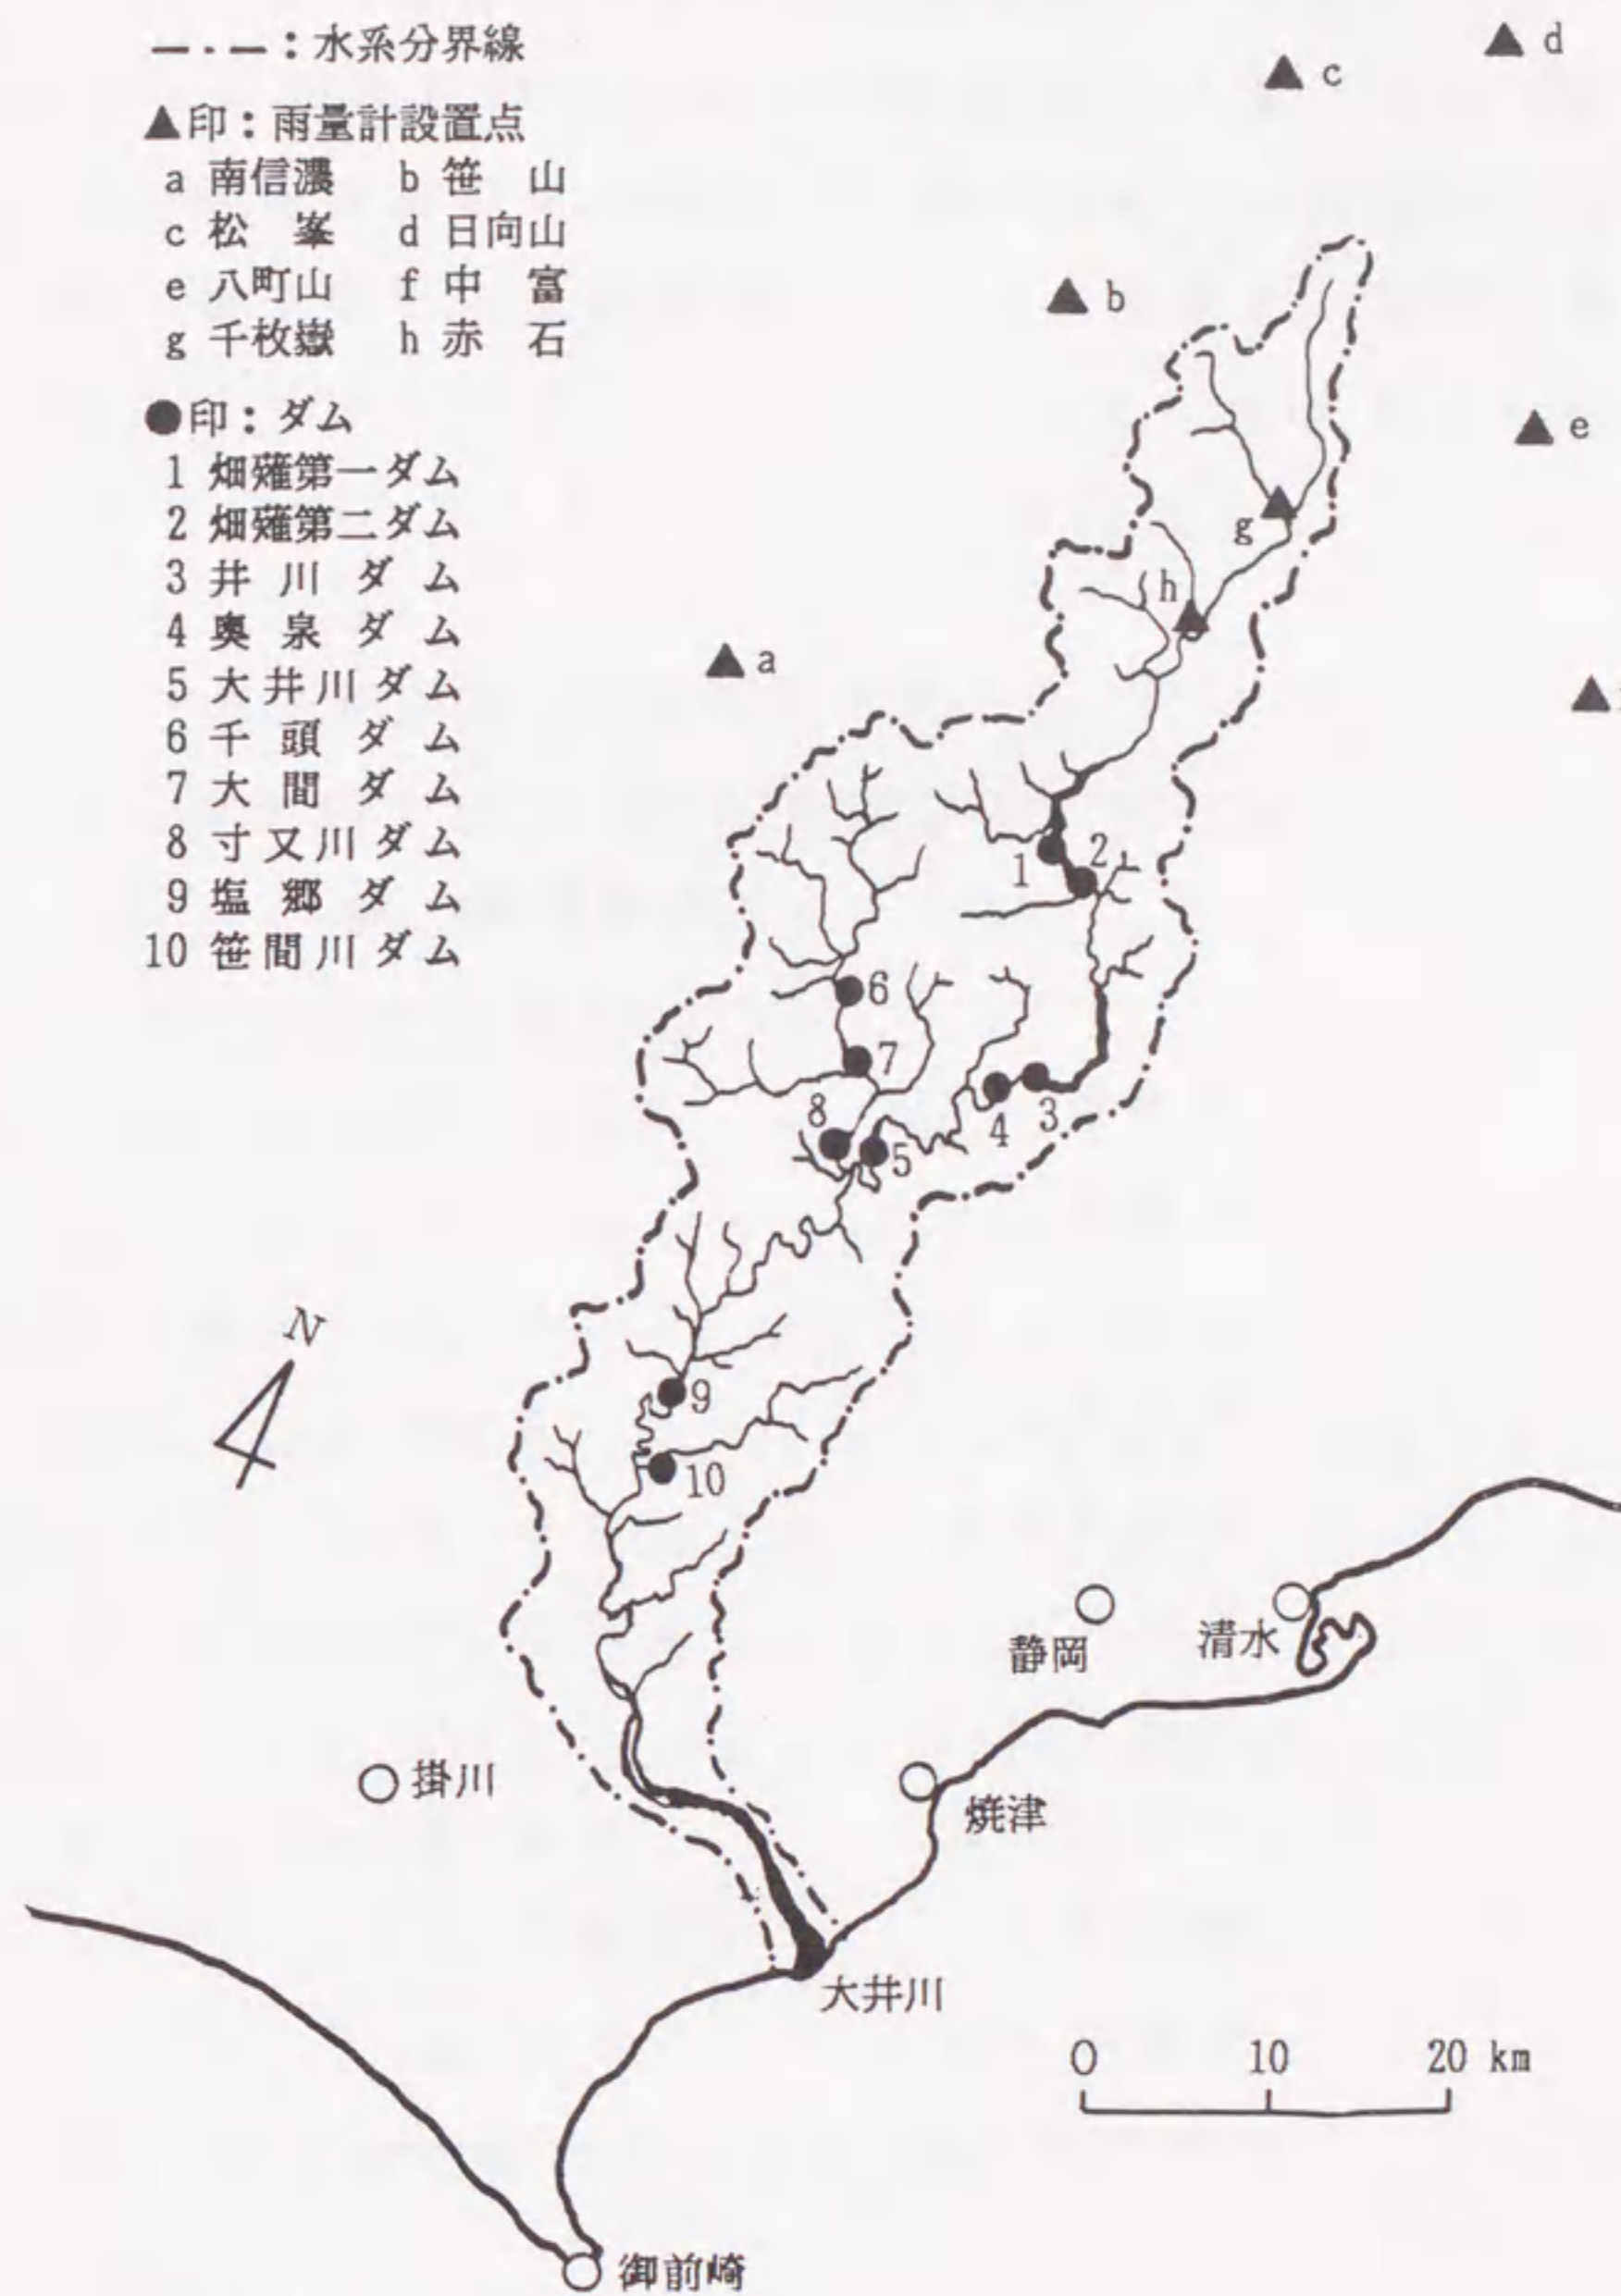 —・—：水系分界線
▲印：雨量計設置点
a 南信濃 b 笹山
c 松峯 d 日向山
e 八町山 f 中富
g 千枚嶽 h 赤石
●印：ダム
1 畑薙第一ダム
2 畑薙第二ダム
3 井川ダム
4 奥泉ダム
5 大井川ダム
6 千頭ダム
7 大間ダム
8 寸又川ダム
9 塩郷ダム
10 笹間川ダム
d
c
b
e
g
h
a
1
2
6
7
3
4
8
5
N
9
10
静岡
清水
掛川
焼津
大井川
0 10 20 km
御前崎